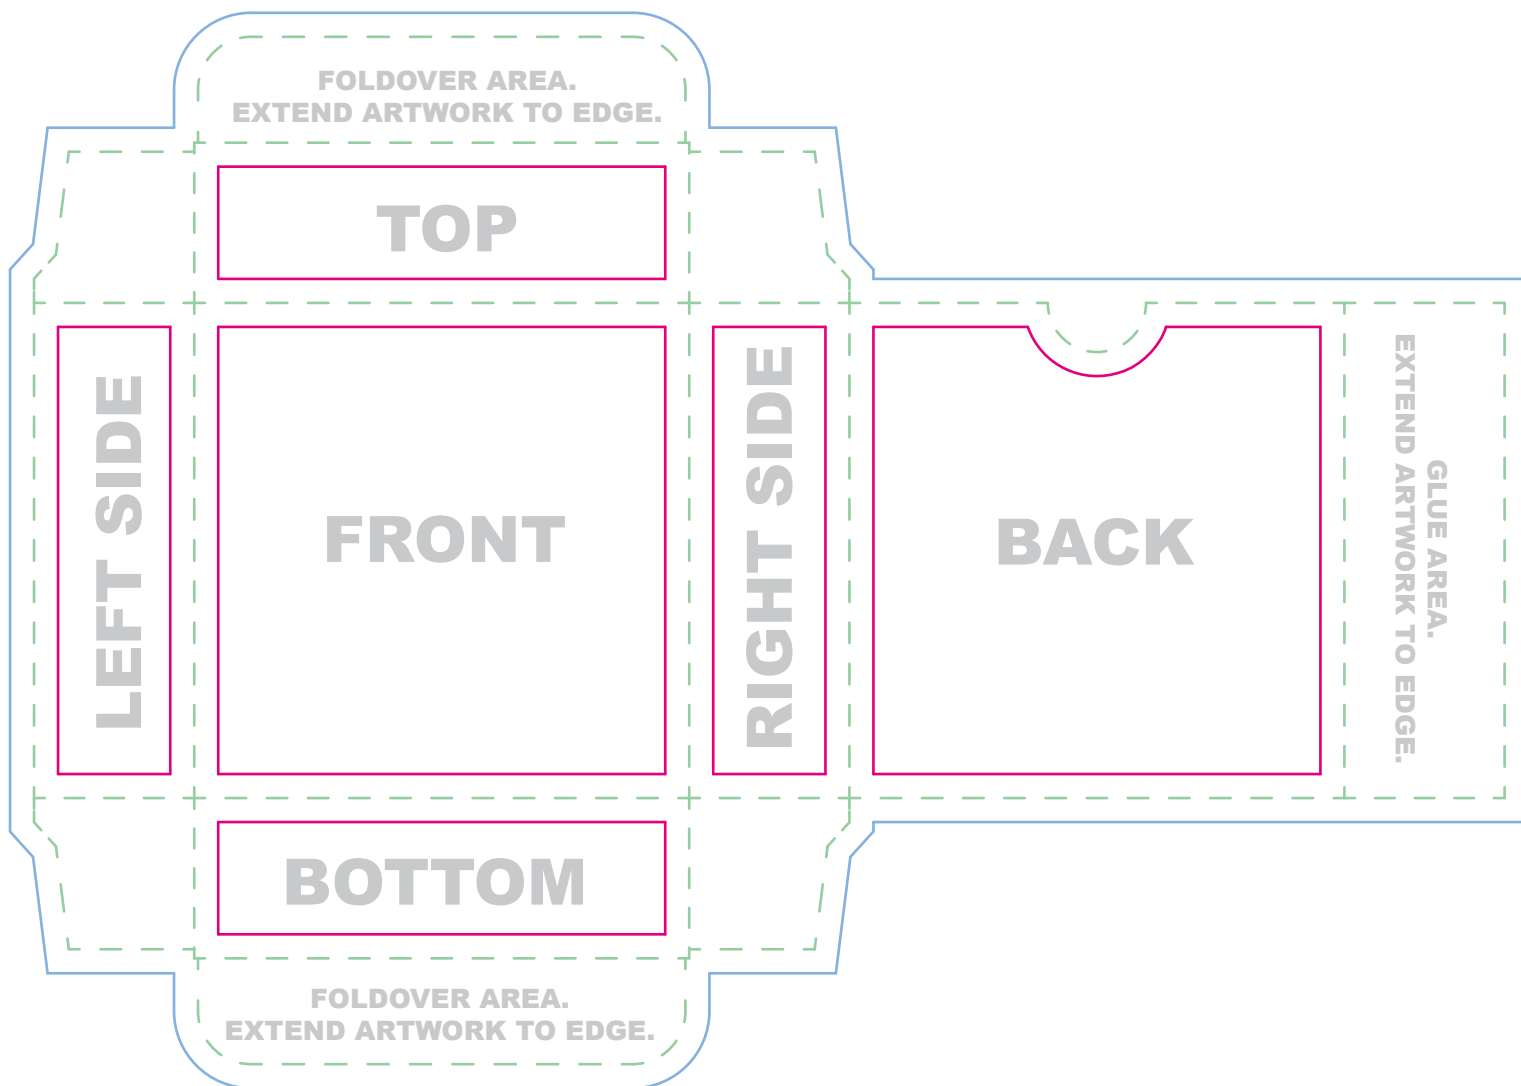 FOLDOVER AREA.
EXTEND ARTWORK TO EDGE.
TOP
LEFT SIDE
FRONT
RIGHT SIDE
BACK
GLUE AREA.
EXTEND ARTWORK TO EDGE.
BOTTOM
FOLDOVER AREA.
EXTEND ARTWORK TO EDGE.